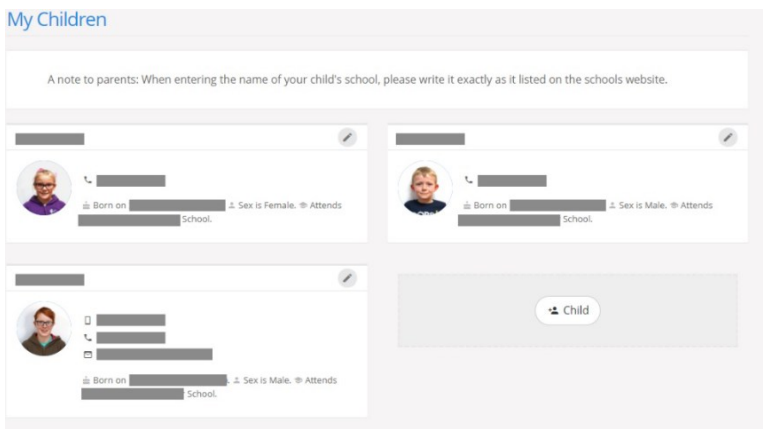 My Children
A note to parents: When entering the name of your child's school, please write it exactly as it listed on the schools website.
Born on Sex is Female. Attends
School.
Born on Sex is Male. Attends
School.
Born on . Sex is Male. Attends
School.
Child